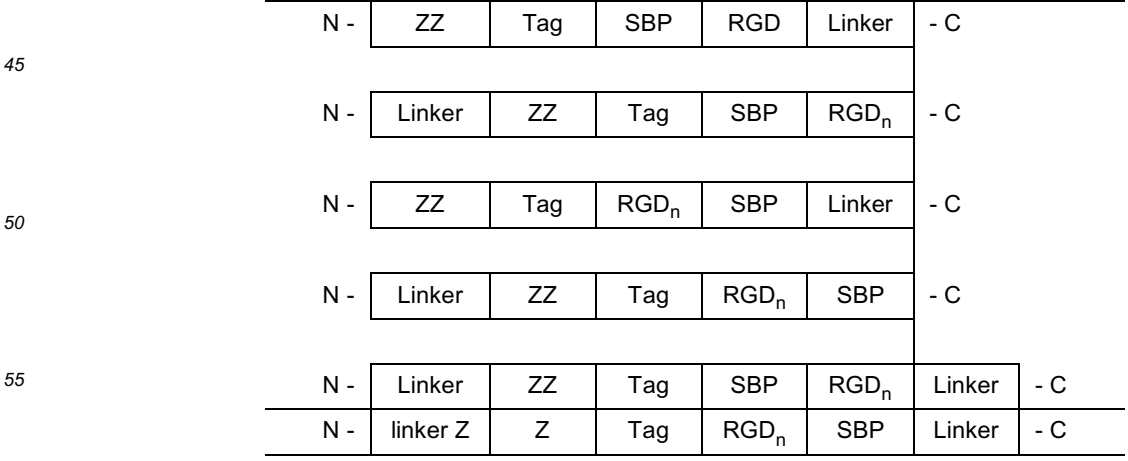 N - ZZ Tag SBP RGD Linker - C
45
N - Linker ZZ Tag SBP RGDn - C
N - ZZ Tag RGDn SBP Linker - C
50
N - Linker ZZ Tag RGDn SBP - C
55 N - Linker ZZ Tag SBP RGDn Linker - C
N - linker Z Z Tag RGDn SBP Linker - C